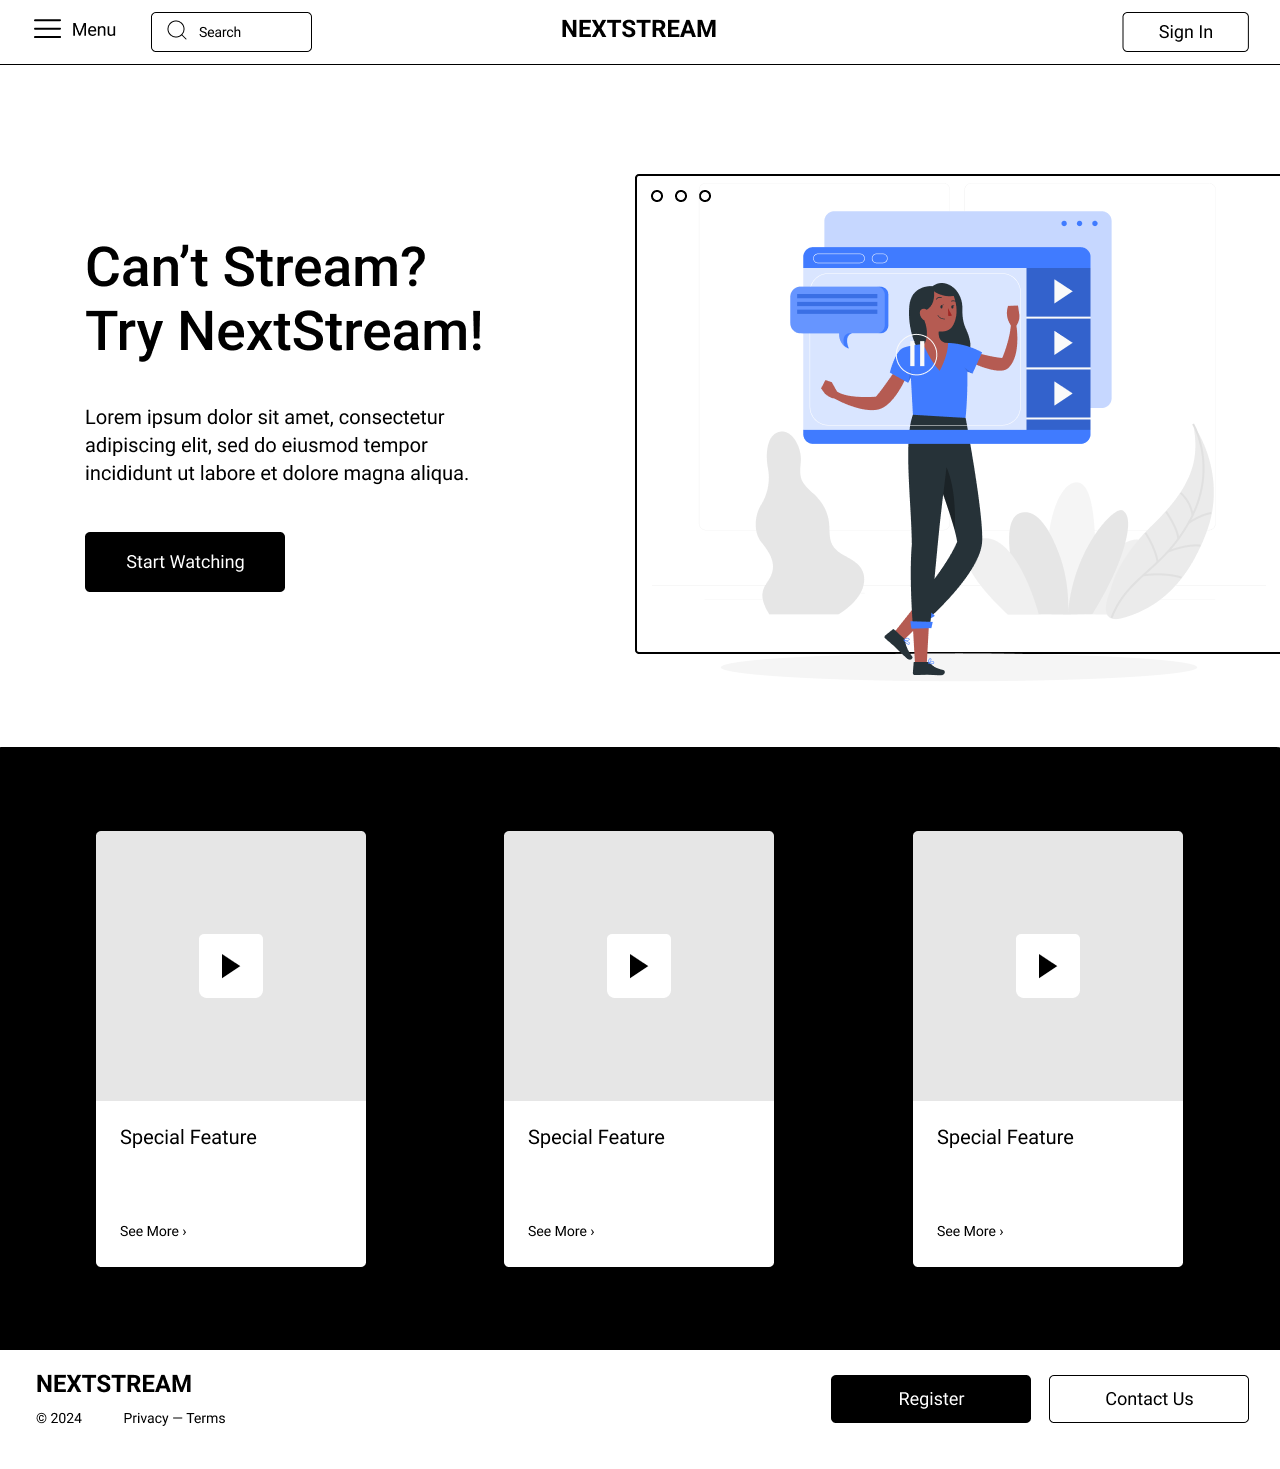 Menu
Search
NEXTSTREAM
Sign In
Can’t Stream?
Try NextStream!
Lorem ipsum dolor sit amet, consectetur
adipiscing elit, sed do eiusmod tempor
incididunt ut labore et dolore magna aliqua.
Start Watching
Special Feature
See More ›
Special Feature
See More ›
Special Feature
See More ›
NEXTSTREAM
© 2024 Privacy — Terms
Register
Contact Us